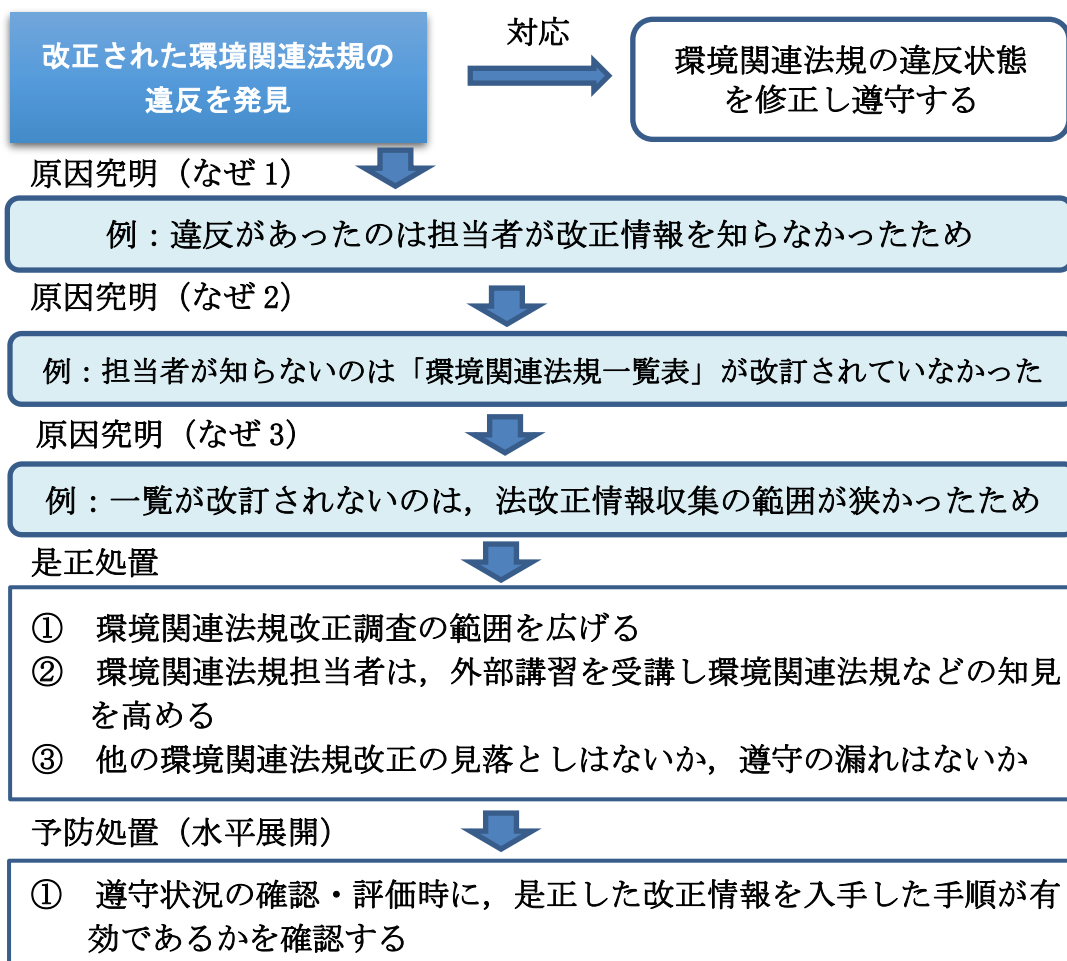 改正された環境関連法規の
違反を発見
対応
環境関連法規の違反状態
を修正し遵守する
原因究明（なぜ 1）
例：違反があったのは担当者が改正情報を知らなかったため
原因究明（なぜ 2）
例：担当者が知らないのは「環境関連法規一覧表」が改訂されていなかった
原因究明（なぜ 3）
例：一覧が改訂されないのは，法改正情報収集の範囲が狭かったため
是正処置
① 環境関連法規改正調査の範囲を広げる
② 環境関連法規担当者は，外部講習を受講し環境関連法規などの知見
を高める
③ 他の環境関連法規改正の見落としはないか，遵守の漏れはないか
予防処置（水平展開）
① 遵守状況の確認・評価時に，是正した改正情報を入手した手順が有
効であるかを確認する